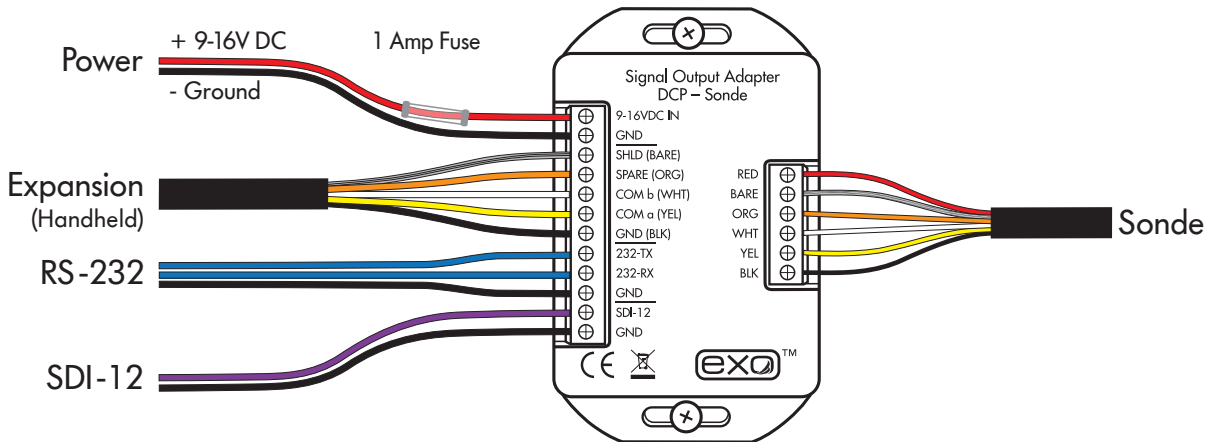 Power
+ 9-16V DC
- Ground
1 Amp Fuse
Expansion
(Handheld)
RS-232
SDI-12
Signal Output Adapter
DCP – Sonde
9-16VDC IN
GND
SHLD (BARE)
SPARE (ORG)
COM b (WHT)
COM a (YEL)
GND (BLK)
232-TX
232-RX
GND
SDI-12
GND
RED
BARE
ORG
WHT
YEL
BLK
CE
exo™
Sonde